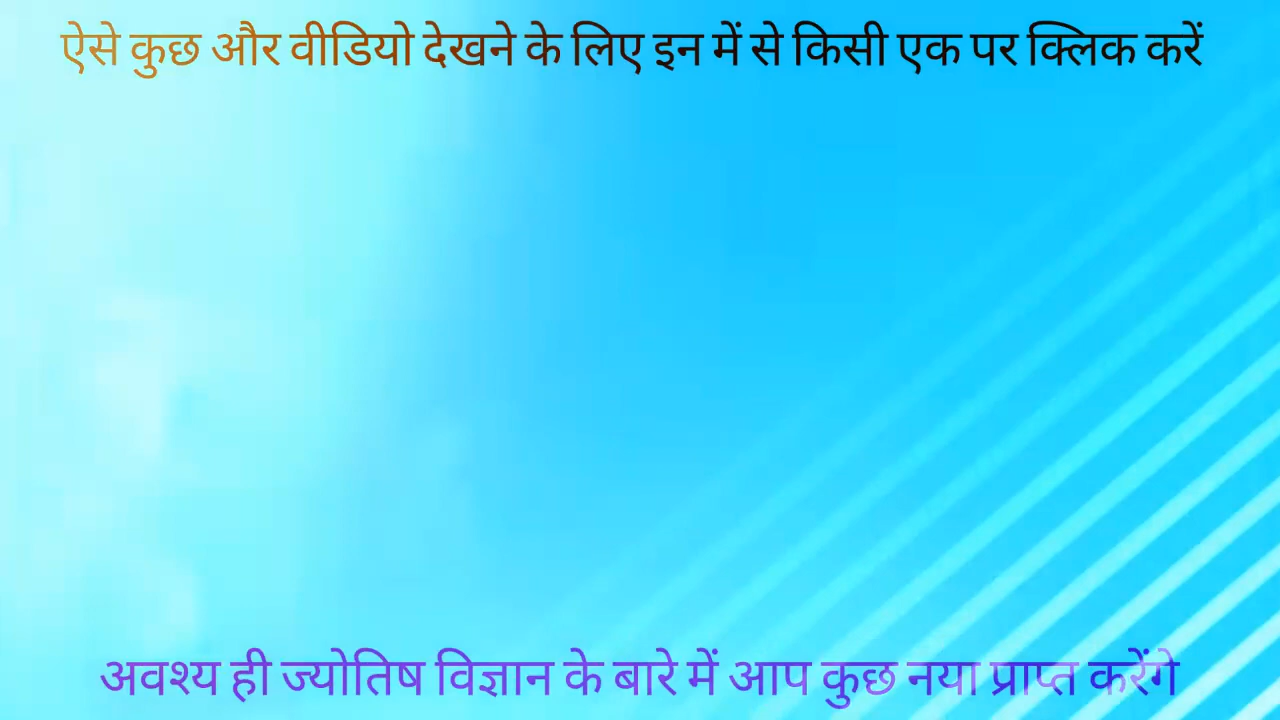 ऐसे कुछ और वीडियो देखने के लिए इन में से किसी एक पर क्लिक करें
अवश्य ही ज्योतिष विज्ञान के बारे में आप कुछ नया प्राप्त करेंगे